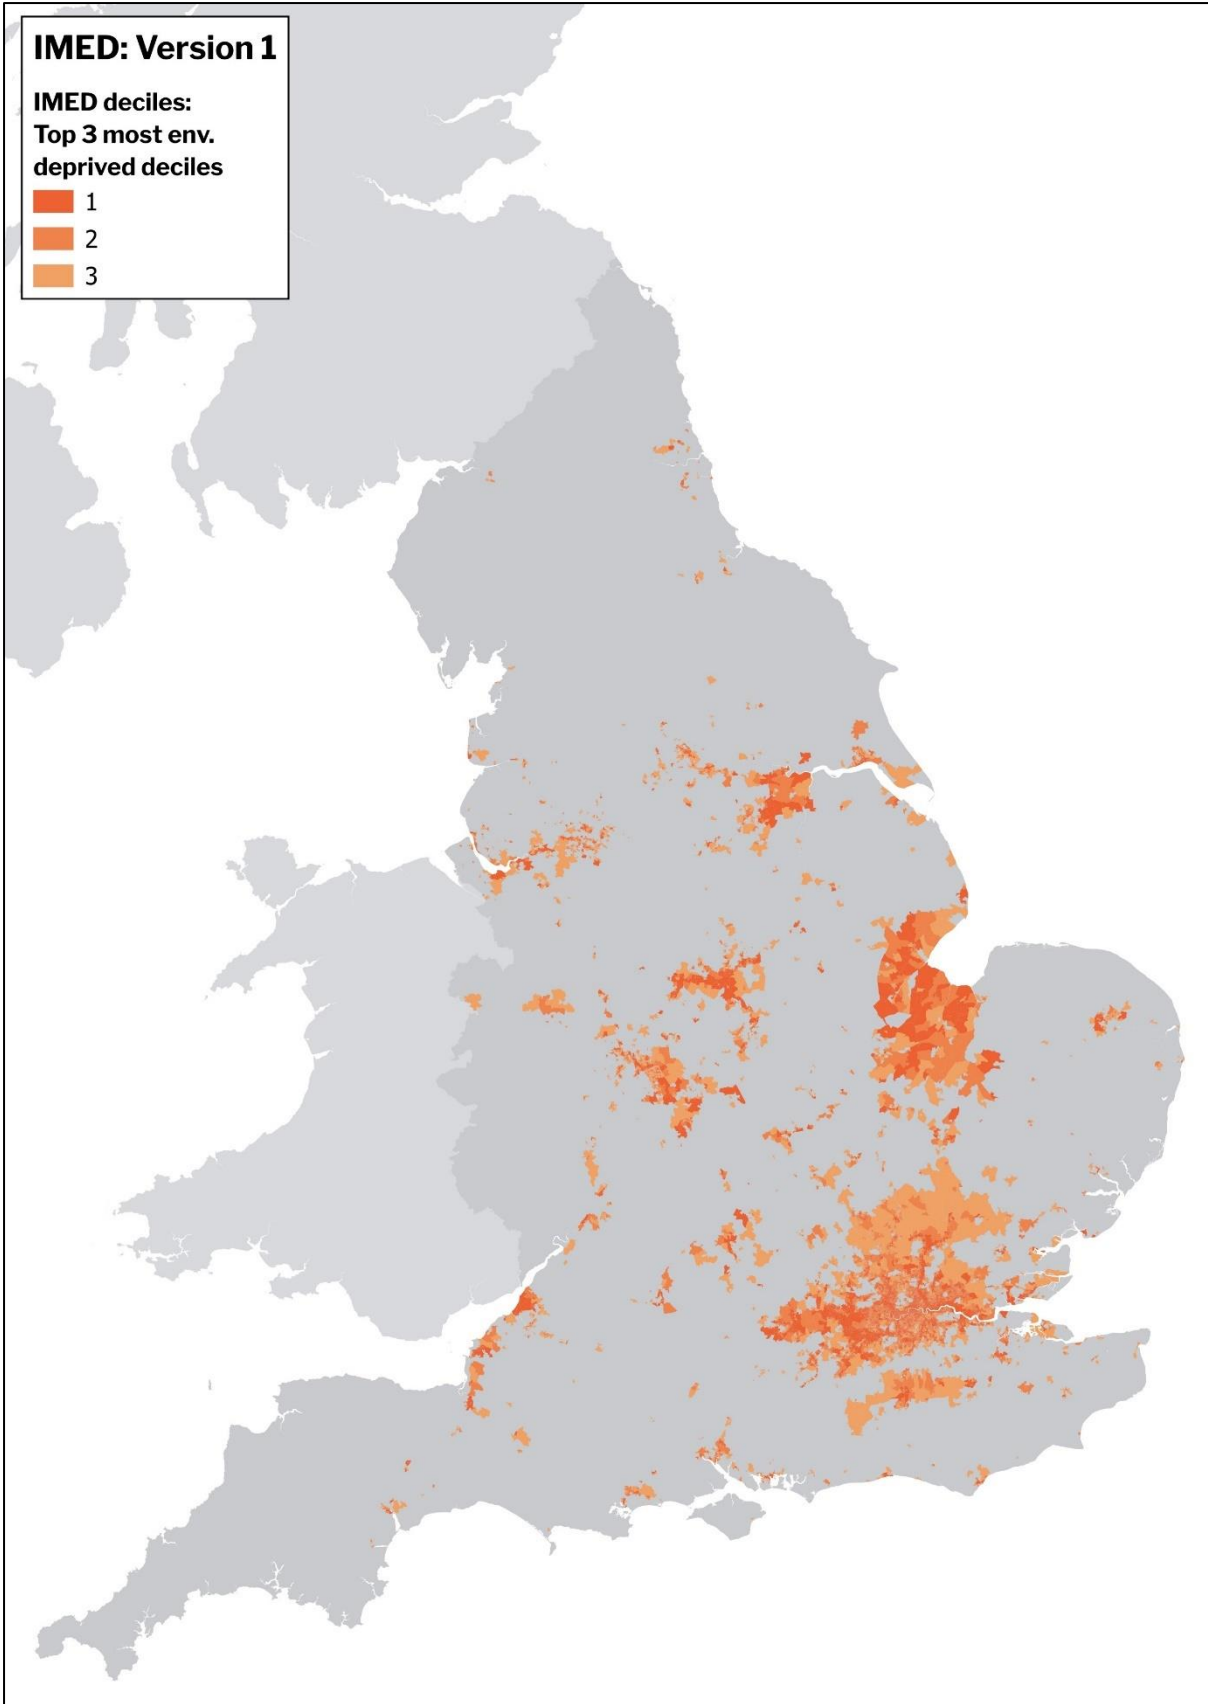 IMED: Version 1
IMED deciles:
Top 3 most env.
deprived deciles
1
2
3